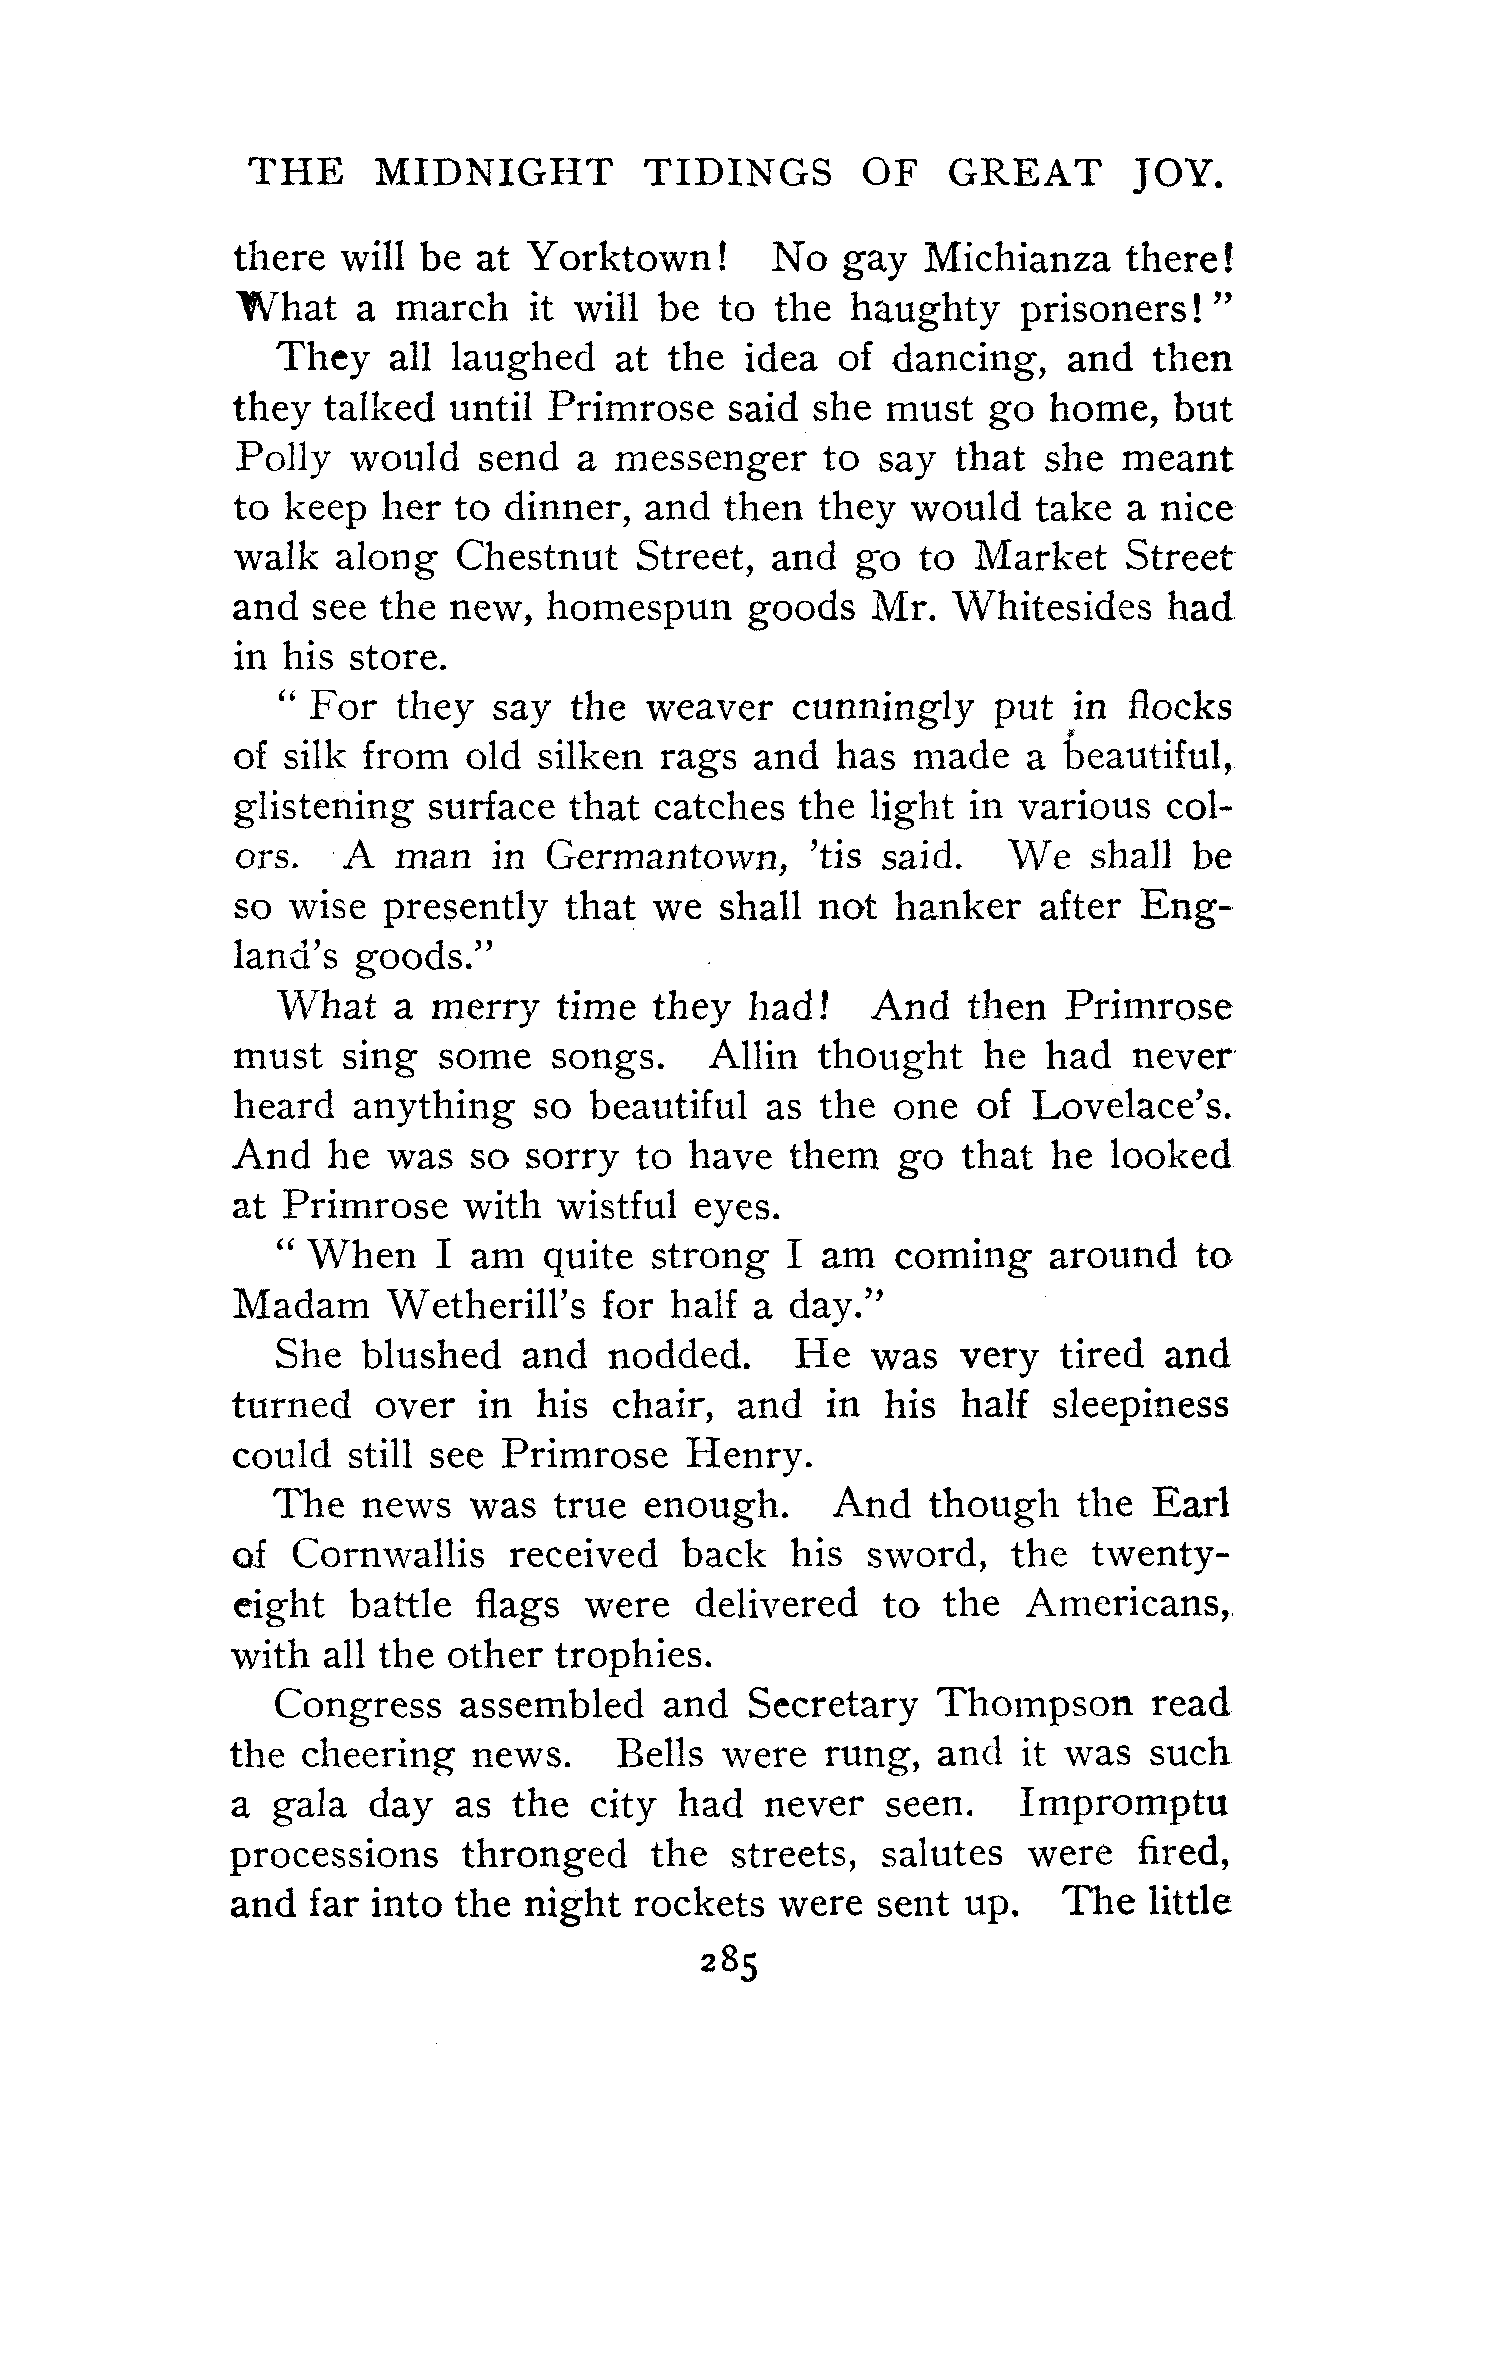 THE MIDNIGHT TIDINGS OF GREAT JOY.
there will be at Yorktown! No gay Michianza there!
What a march it will be to the haughty prisoners!"
They all laughed at the idea of dancing, and then
they talked until Primrose said she must go home, but
Polly would send a messenger to say that she meant
to keep her to dinner, and then they would take a nice
walk along Chestnut Street, and go to Market Street
and see the new, homespun goods Mr. Whitesides had
in his store.
"For they say the weaver cunningly put in flocks
of silk from old silken rags and has made a beautiful,
glistening surface that catches the light in various col-
ors. A man in Germantown, 'tis said. We shall be
so wise presently that we shall not hanker after Eng-
land's goods."
What a merry time they had! And then Primrose
must sing some songs. Allin thought he had never
heard anything so beautiful as the one of Lovelace's.
And he was so sorry to have them go that he looked
at Primrose with wistful eyes.
"When I am quite strong I am coming around to
Madam Wetherill's for half a day."
She blushed and nodded. He was very tired and
turned over in his chair, and in his half sleepiness
could still see Primrose Henry.
The news was true enough. And though the Earl
of Cornwallis received back his sword, the twenty-
eight battle flags were delivered to the Americans,
with all the other trophies.
Congress assembled and Secretary Thompson read
the cheering news. Bells were rung, and it was such
a gala day as the city had never seen. Impromptu
processions thronged the streets, salutes were fired,
and far into the night rockets were sent up. The little
285